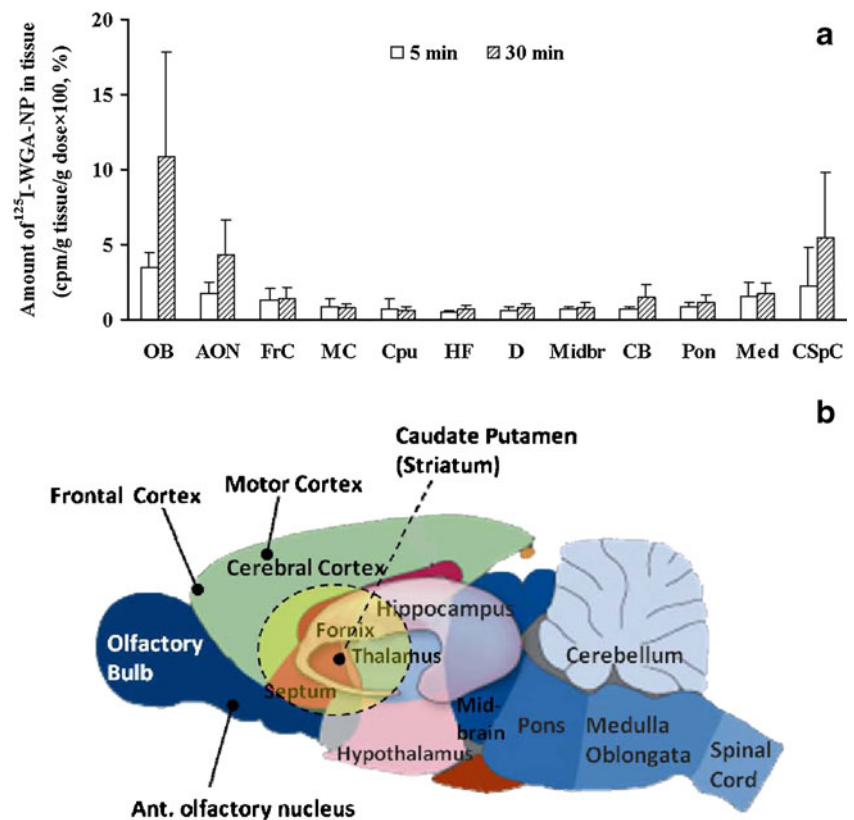 a
20
15
10
5
0
Amount of ¹²⁵I-WGA-NP in tissue
(cpm/g tissue/g dose×100, %)
5 min
30 min
OB AON FrC MC Cpu HF D Midbr CB Pon Med CSpC
b
Caudate Putamen
(Striatum)
Motor Cortex
Frontal Cortex
Cerebral Cortex
Hippocampus
Fornix
Olfactory
Bulb
Thalamus
Cerebellum
Septum
Mid-
brain
Pons
Medulla
Oblongata
Spinal
Cord
Hypothalamus
Ant. olfactory nucleus